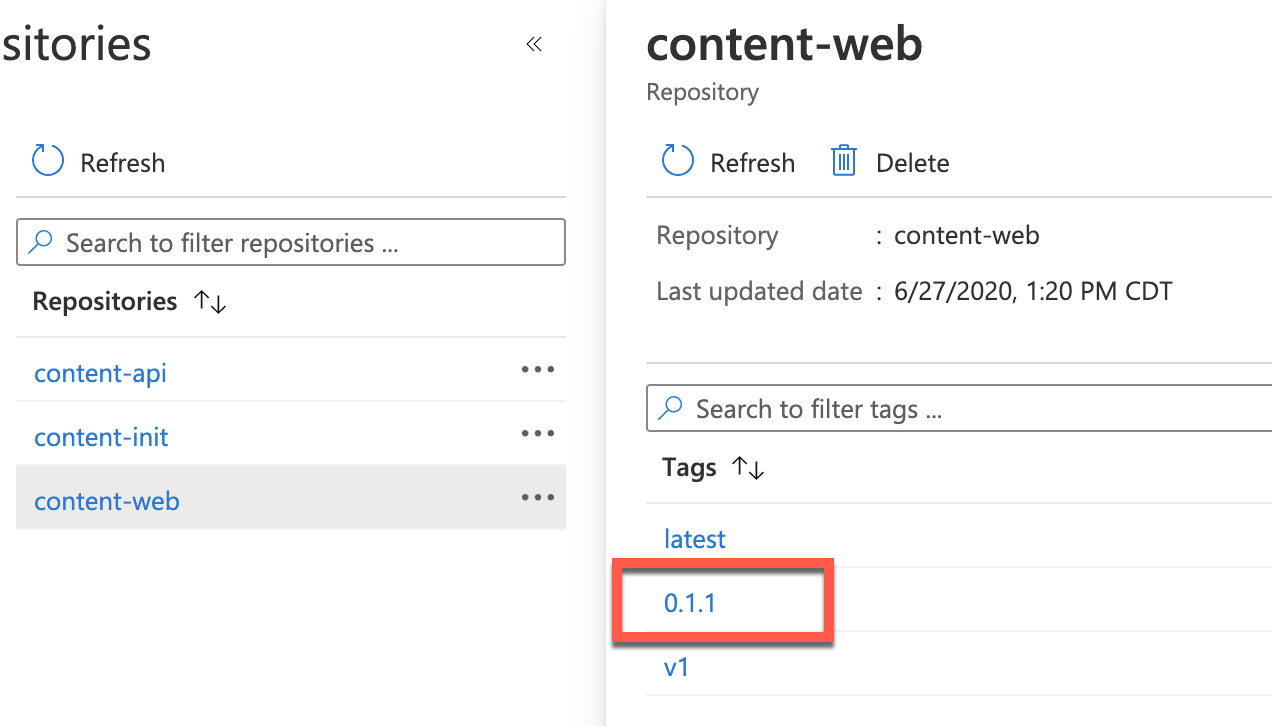 sitories
Refresh
Search to filter repositories ...
Repositories
content-api
content-init
content-web
content-web
Repository
Refresh Delete
Repository : content-web
Last updated date : 6/27/2020, 1:20 PM CDT
Search to filter tags ...
Tags
latest
0.1.1
v1